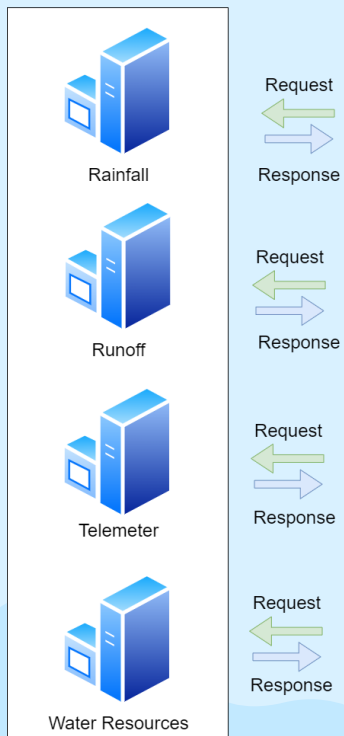 Request
Rainfall
Response
Request
Runoff
Response
Request
Telemeter
Response
Request
Response
Water Resources